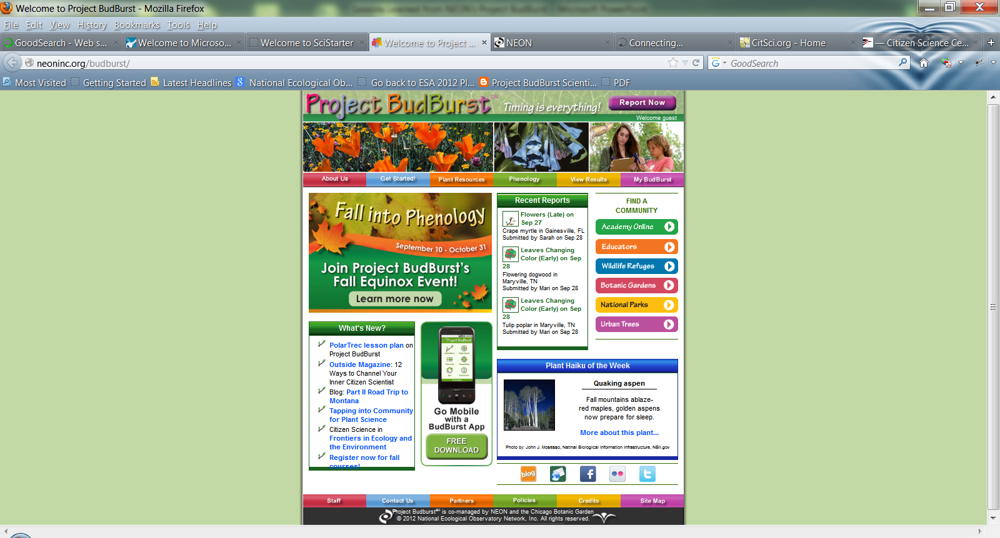 Welcome to Project BudBurst - Mozilla Firefox
File Edit View History Bookmarks Tools Help
GoodSearch - Web s...
Welcome to Microso...
Welcome to SciStarter
Welcome to Project ...
NEON
Connecting...
CitSci.org - Home
— Citizen Science Ce...
neoninc.org/budburst/
GoodSearch
Most Visited
Getting Started
Latest Headlines
National Ecological Ob...
Go back to ESA 2012 Pl...
Project BudBurst Scienti...
PDF
Project BudBurst SM
Timing is everything!
Report Now
Welcome guest
About Us
Get Started!
Plant Resources
Phenology
View Results
My BudBurst
Fall into Phenology
September 10 - October 31
Join Project BudBurst's
Fall Equinox Event!
Learn more now
Recent Reports
Flowers (Late) on
Sep 27
Crape myrtle in Gainesville, FL
Submitted by Sarah on Sep 28
Leaves Changing
Color (Early) on Sep
28
Flowering dogwood in
Maryville, TN
Submitted by Mari on Sep 28
Leaves Changing
Color (Early) on Sep
28
Tulip poplar in Maryville, TN
Submitted by Mari on Sep 28
FIND A
COMMUNITY
Academy Online
Educators
Wildlife Refuges
Botanic Gardens
National Parks
Urban Trees
What's New?
PolarTrec lesson plan on
Project BudBurst
Outside Magazine: 12
Ways to Channel Your
Inner Citizen Scientist
Blog: Part II Road Trip to
Montana
Tapping into Community
for Plant Science
Citizen Science in
Frontiers in Ecology and
the Environment
Register now for fall
courses!
Project BudBurst
Go Mobile
with a
BudBurst App
FREE
DOWNLOAD
Plant Haiku of the Week
Quaking aspen
Fall mountains ablaze-
red maples, golden aspens
now prepare for sleep.
More about this plant...
Photo by: John J. Mosesso, Natinal Biological Information Infrastructure, NBII.gov
blog
Staff
Contact Us
Partners
Policies
Credits
Site Map
Project Budburst SM is co-managed by NEON and the Chicago Botanic Garden
© 2012 National Ecological Observatory Network, Inc. All rights reserved.